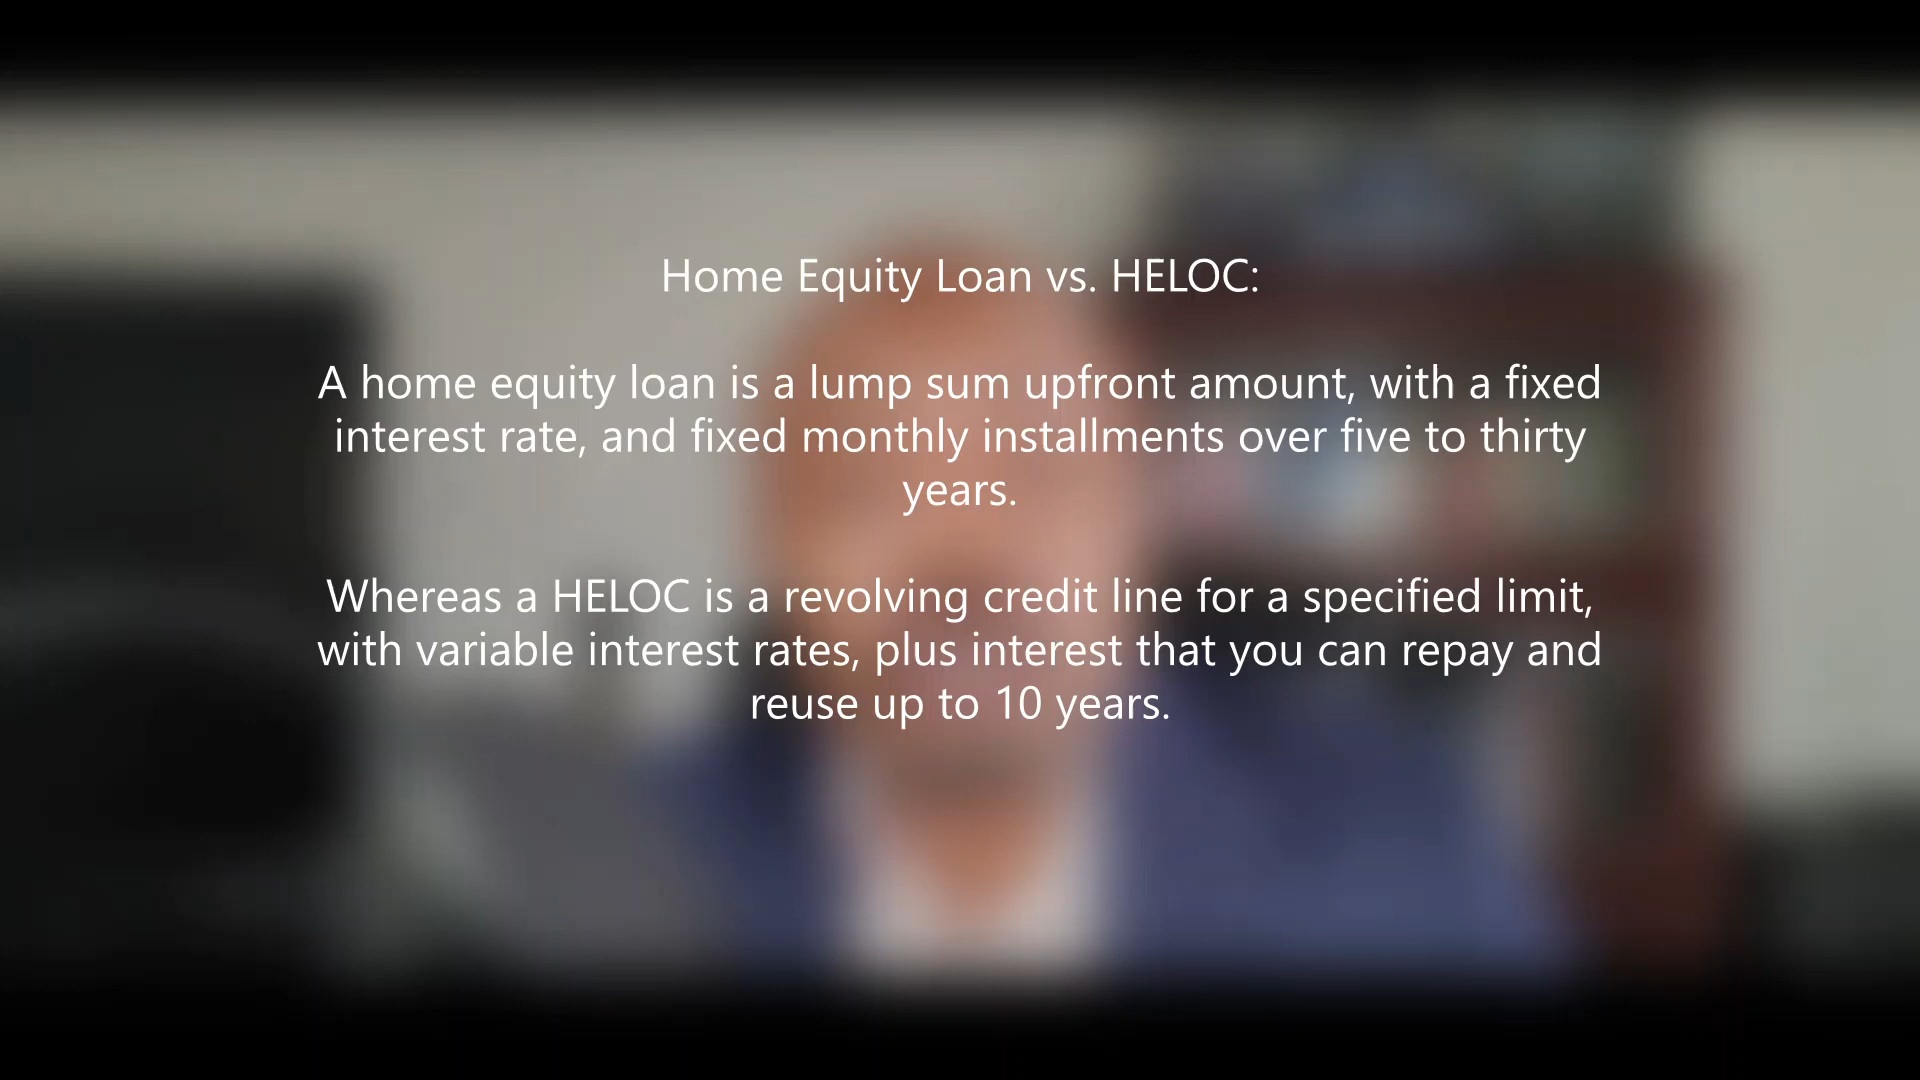 Home Equity Loan vs. HELOC:
A home equity loan is a lump sum upfront amount, with a fixed
interest rate, and fixed monthly installments over five to thirty
years.
Whereas a HELOC is a revolving credit line for a specified limit,
with variable interest rates, plus interest that you can repay and
reuse up to 10 years.